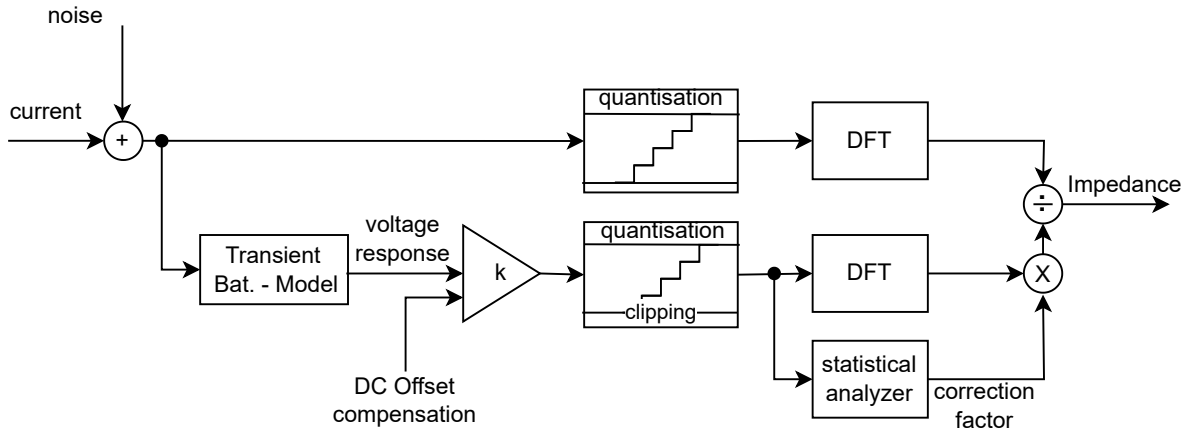 noise
current
+
quantisation
DFT
÷
Impedance
Transient
Bat. - Model
voltage
response
k
quantisation
clipping
DFT
X
DC Offset
compensation
statistical
analyzer
correction
factor